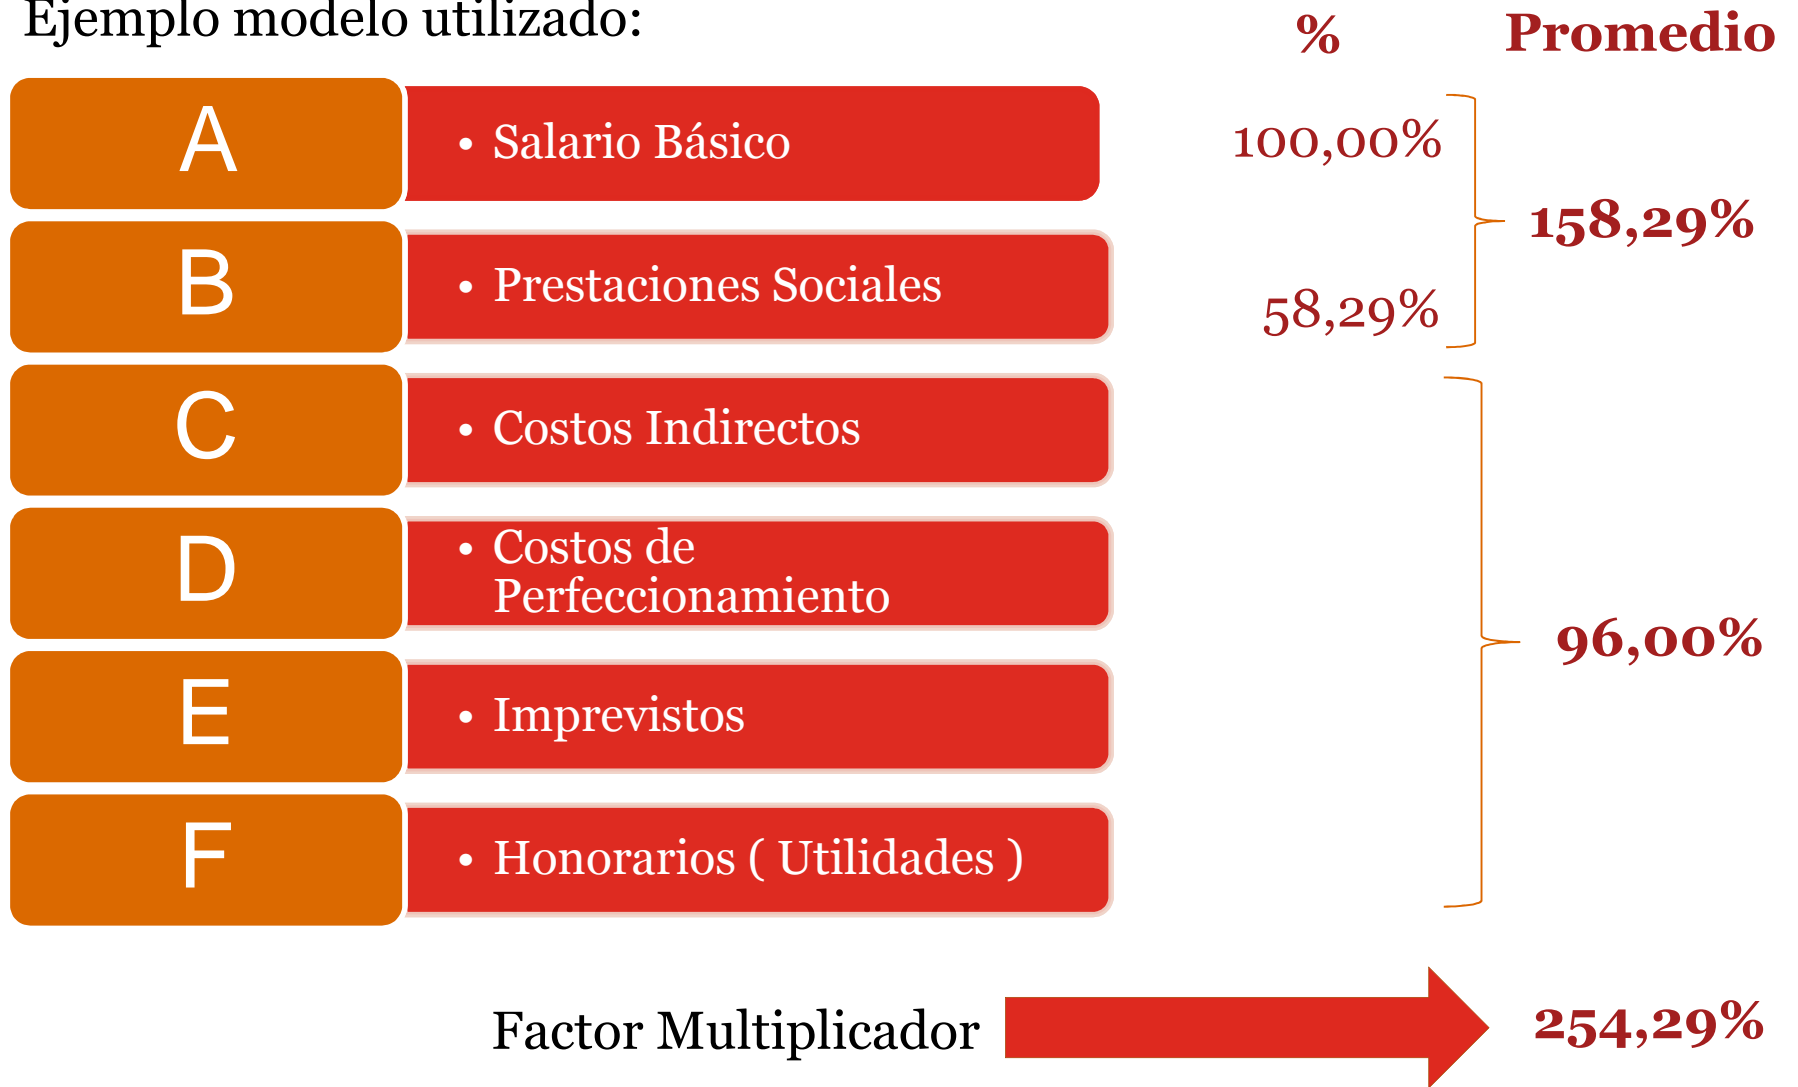 Ejemplo modelo utilizado:
% Promedio
A • Salario Básico 100,00%
158,29%
B • Prestaciones Sociales 58,29%
C • Costos Indirectos
D • Costos de
Perfeccionamiento
96,00%
E • Imprevistos
F • Honorarios ( Utilidades )
Factor Multiplicador 254,29%